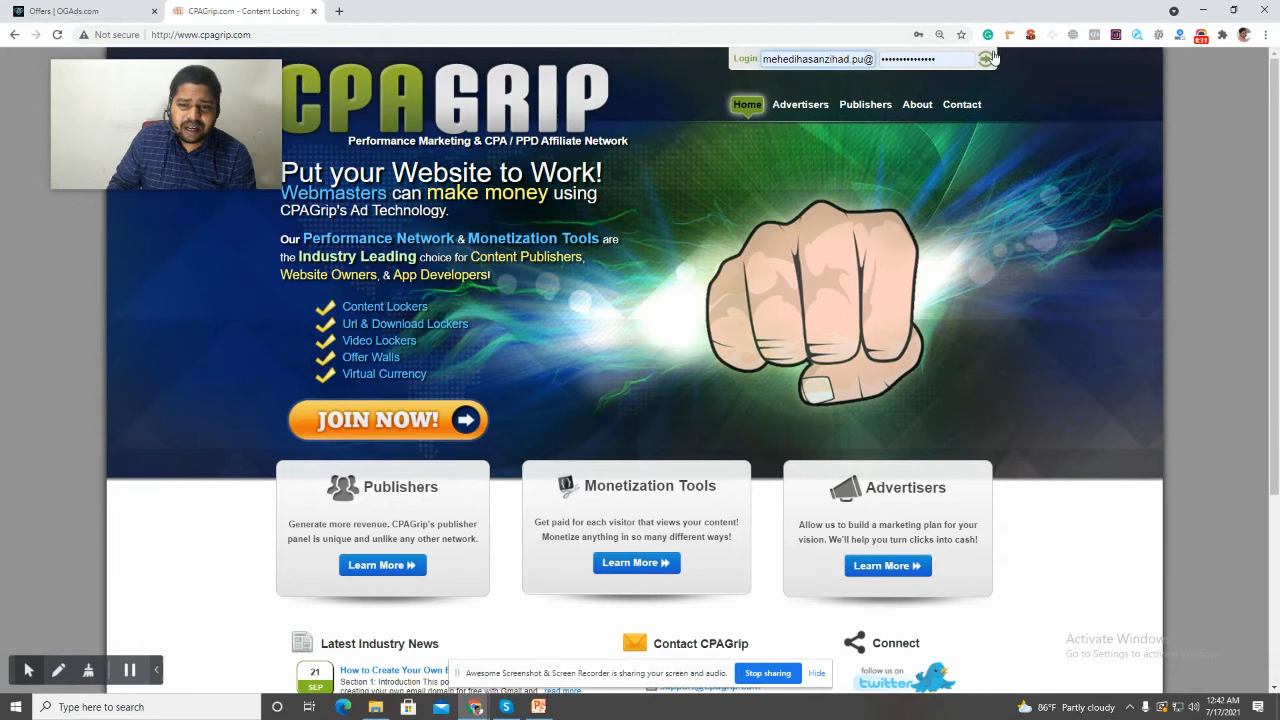 Offers | OGAds.com
CPAGrip.com - Content Locking
Not secure | http://www.cpagrip.com
8:31
Login mehedihasanzihad.pu@ •••••••••••••••
CPAGRIP
Performance Marketing & CPA / PPD Affiliate Network
Home Advertisers Publishers About Contact
Put your Website to Work!
Webmasters can make money using
CPAGrip's Ad Technology.
Our Performance Network & Monetization Tools are
the Industry Leading choice for Content Publishers,
Website Owners, & App Developers!
Content Lockers
Url & Download Lockers
Video Lockers
Offer Walls
Virtual Currency
JOIN NOW!
Publishers
Generate more revenue. CPAGrip's publisher
panel is unique and unlike any other network.
Learn More
Monetization Tools
Get paid for each visitor that views your content!
Monetize anything in so many different ways!
Learn More
Advertisers
Allow us to build a marketing plan for your
vision. We'll help you turn clicks into cash!
Learn More
Latest Industry News
Contact CPAGrip
Connect
21
SEP
How to Create Your Own E
Section 1: Introduction This po
creating your own email domain for free with Gmail and read more
support@cpagrip.com
follow us on
twitter
Activate Window
Go to Settings to activate Windows.
Awesome Screenshot & Screen Recorder is sharing your screen and audio. Stop sharing Hide
Type here to search
86°F Partly cloudy
12:42 AM
7/17/2021